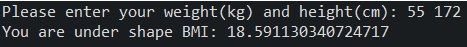 Please enter your weight(kg) and height(cm): 55 172
You are under shape BMI: 18.591130340724717